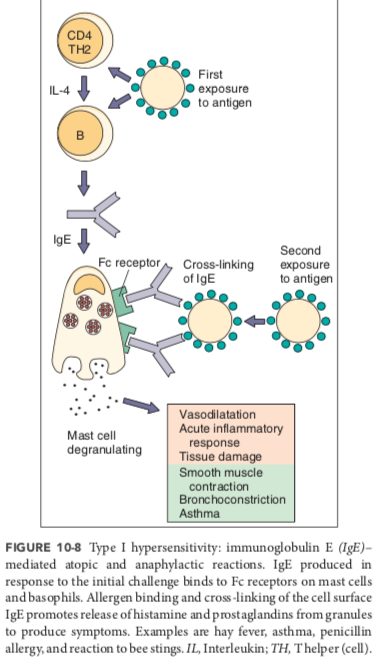 CD4
TH2
First
exposure
to antigen
IL-4
B
IgE
Fc receptor
Cross-linking
of IgE
Second
exposure
to antigen
Mast cell
degranulating
Vasodilatation
Acute inflammatory
response
Tissue damage
Smooth muscle
contraction
Bronchoconstriction
Asthma
FIGURE 10-8 Type I hypersensitivity: immunoglobulin E (IgE)–
mediated atopic and anaphylactic reactions. IgE produced in
response to the initial challenge binds to Fc receptors on mast cells
and basophils. Allergen binding and cross-linking of the cell surface
IgE promotes release of histamine and prostaglandins from granules
to produce symptoms. Examples are hay fever, asthma, penicillin
allergy, and reaction to bee stings. IL, Interleukin; TH, T helper (cell).